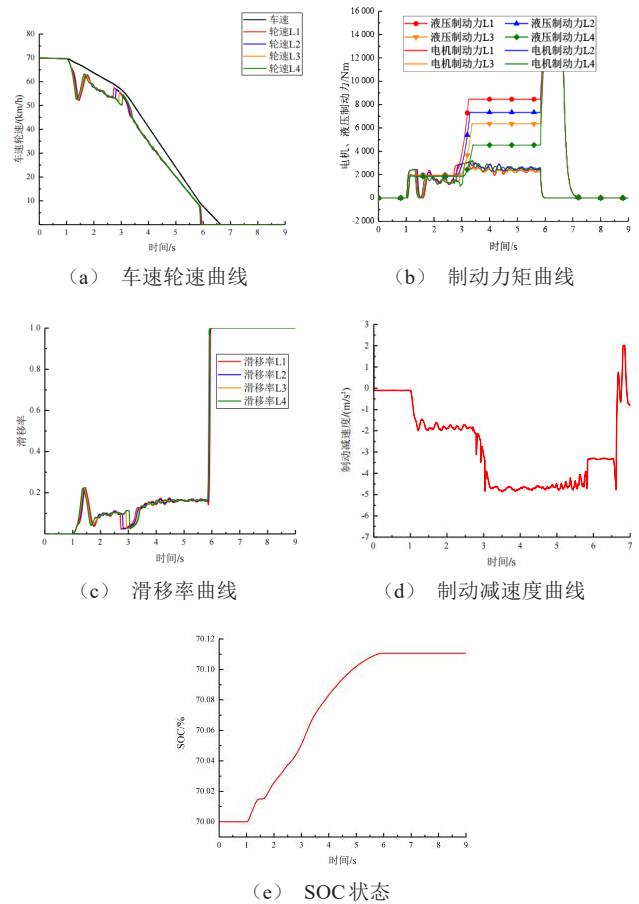 车速
轮速L1
轮速L2
轮速L3
轮速L4
80
70
60
50
40
30
20
10
0 1 2 3 4 5 6 7 8 9
车速轮速/(km/h)
时间/s
(a) 车速轮速曲线
液压制动力L1 液压制动力L2
液压制动力L3 液压制动力L4
电机制动力L1 电机制动力L2
电机制动力L3 电机制动力L4
16 000
14 000
12 000
10 000
8 000
6 000
4 000
2 000
0
-2 000
0 1 2 3 4 5 6 7 8 9
电机、液压制动力/Nm
时间/s
(b) 制动力矩曲线
滑移率L1
滑移率L2
滑移率L3
滑移率L4
1.0
0.8
0.6
0.4
0.2
0 1 2 3 4 5 6 7 8 9
滑移率
时间/s
(c) 滑移率曲线
3
2
1
0
-1
-2
-3
-4
-5
-6
-7
0 1 2 3 4 5 6 7
制动减速度/(m/s²)
时间/s
(d) 制动减速度曲线
70.12
70.10
70.08
70.06
70.04
70.02
70.00
0 1 2 3 4 5 6 7 8 9
SOC/%
时间/s
(e) SOC状态